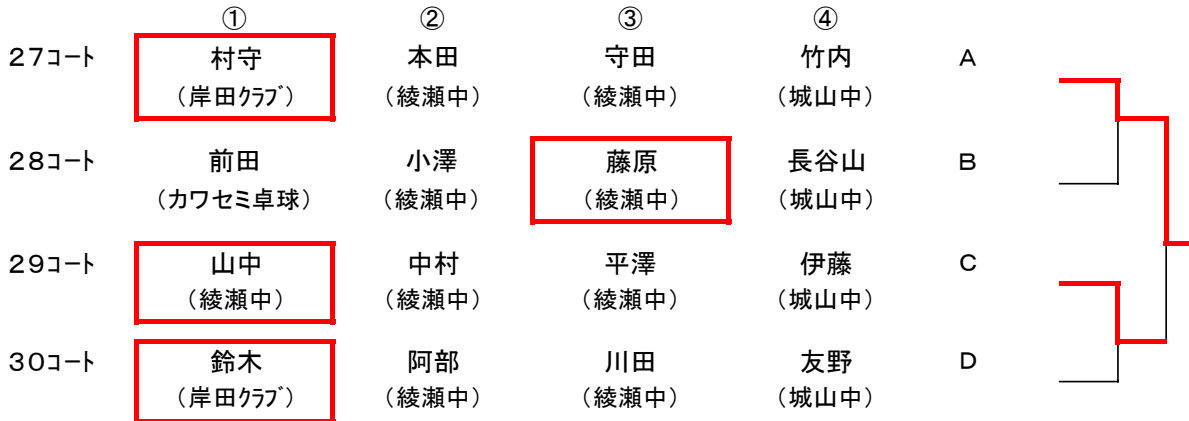 ① ② ③ ④
27ｺｰﾄ 村守 本田 守田 竹内 A
（岸田ｸﾗﾌﾞ） （綾瀬中） （綾瀬中） （城山中）
28ｺｰﾄ 前田 小澤 藤原 長谷山 B
（カワセミ卓球） （綾瀬中） （綾瀬中） （城山中）
29ｺｰﾄ 山中 中村 平澤 伊藤 C
（綾瀬中） （綾瀬中） （綾瀬中） （城山中）
30ｺｰﾄ 鈴木 阿部 川田 友野 D
（岸田ｸﾗﾌﾞ） （綾瀬中） （綾瀬中） （城山中）